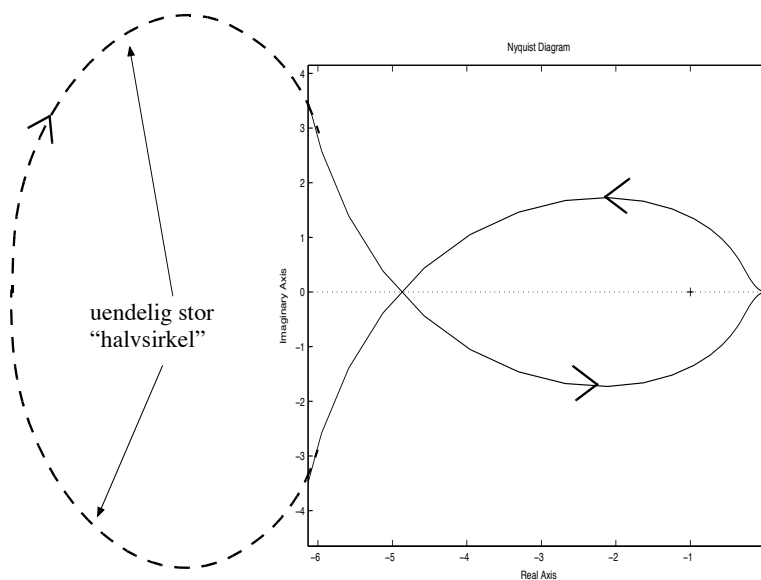 Nyquist Diagram
4
3
2
1
0
−1
−2
−3
−4
Imaginary Axis
uendelig stor
“halvsirkel”
−6 −5 −4 −3 −2 −1
Real Axis